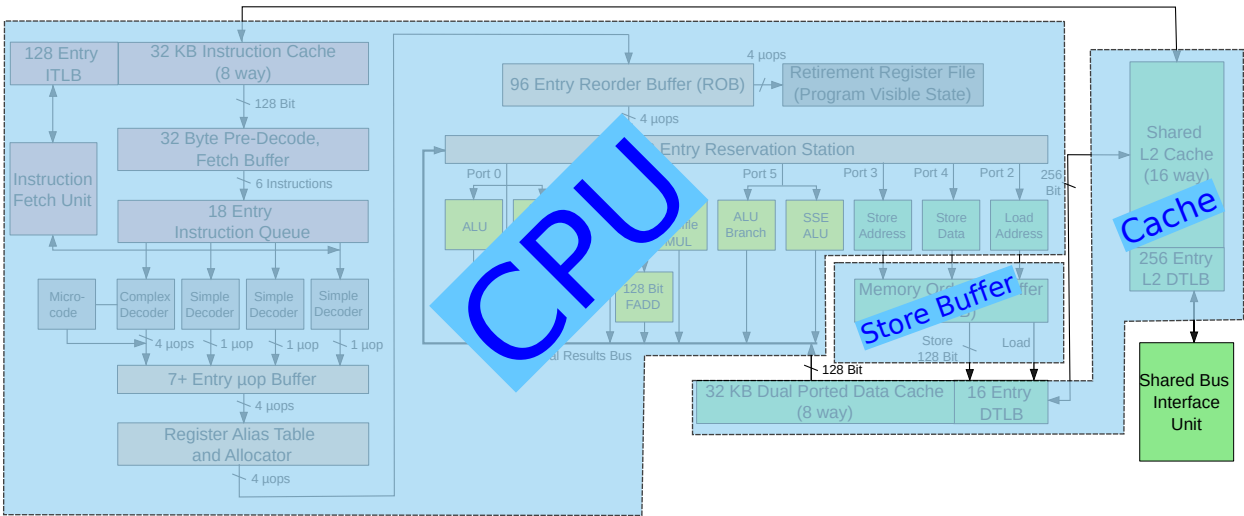 128 Entry
ITLB
32 KB Instruction Cache
(8 way)
128 Bit
32 Byte Pre-Decode,
Fetch Buffer
Instruction
Fetch Unit
6 Instructions
18 Entry
Instruction Queue
Micro-
code
Complex
Decoder
Simple
Decoder
Simple
Decoder
Simple
Decoder
4 µops
1 µop
1 µop
1 µop
7+ Entry µop Buffer
4 µops
Register Alias Table
and Allocator
4 µops
96 Entry Reorder Buffer (ROB)
4 µops
Retirement Register File
(Program Visible State)
4 µops
Entry Reservation Station
Port 0
Port 5
Port 3
Port 4
Port 2
ALU
MUL
ALU
Branch
SSE
ALU
Store
Address
Store
Data
Load
Address
128 Bit
FADD
CPU
Results Bus
256
Bit
Memory
Store Buffer
Store
128 Bit
Load
128 Bit
32 KB Dual Ported Data Cache
(8 way)
16 Entry
DTLB
Shared
L2 Cache
(16 way)
Cache
256 Entry
L2 DTLB
Shared Bus
Interface
Unit